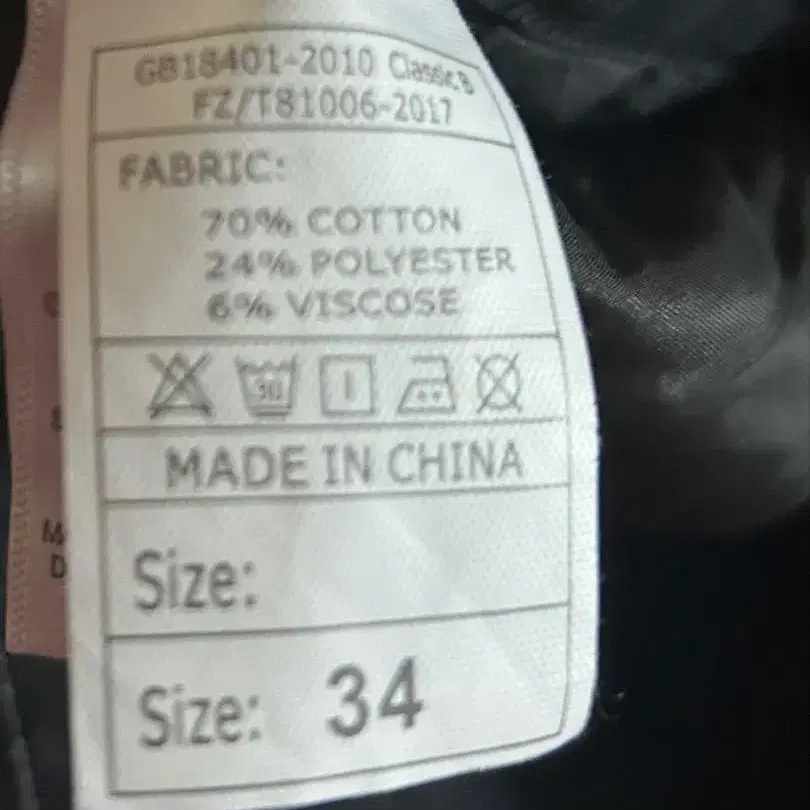 GB18401-2010 Classic B
FZ/T81006-2017
FABRIC:
70% COTTON
24% POLYESTER
6% VISCOSE
30
MADE IN CHINA
Size:
Size: 34
M
D